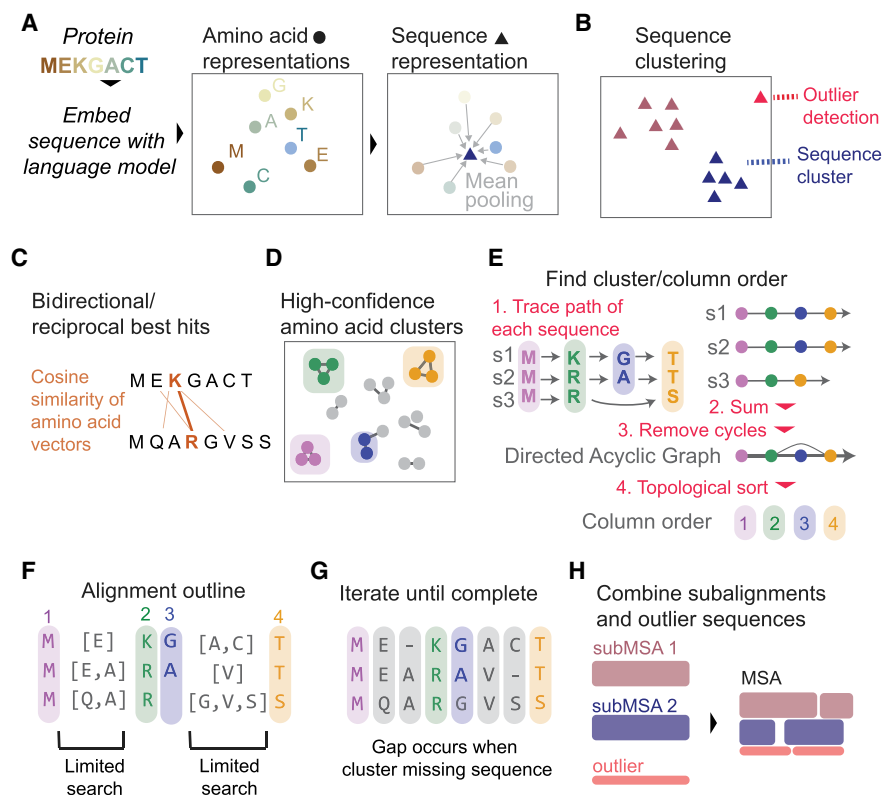 A
Protein
MEKGACT
Embed
sequence with
language model
Amino acid
representations
G
K
A
T
M
E
C
Sequence
representation
Mean
pooling
B
Sequence
clustering
Outlier
detection
Sequence
cluster
C
Bidirectional/
reciprocal best hits
Cosine
similarity of
amino acid
vectors
M E K G A C T
M Q A R G V S S
D
High-confidence
amino acid clusters
E
Find cluster/column order
1. Trace path of
each sequence
s1 M K G T
s2 M R A T
s3 M R S
s1
s2
s3
2. Sum
3. Remove cycles
Directed Acyclic Graph
4. Topological sort
Column order 1 2 3 4
F
Alignment outline
1 2 3 4
M [E] K G [A,C] T
M [E,A] R A [V] T
M [Q,A] R [G,V,S] S
Limited
search
Limited
search
G
Iterate until complete
M E - K G A C T
M E A R A V - T
M Q A R G V S S
Gap occurs when
cluster missing sequence
H
Combine subalignments
and outlier sequences
subMSA 1
subMSA 2
outlier
MSA